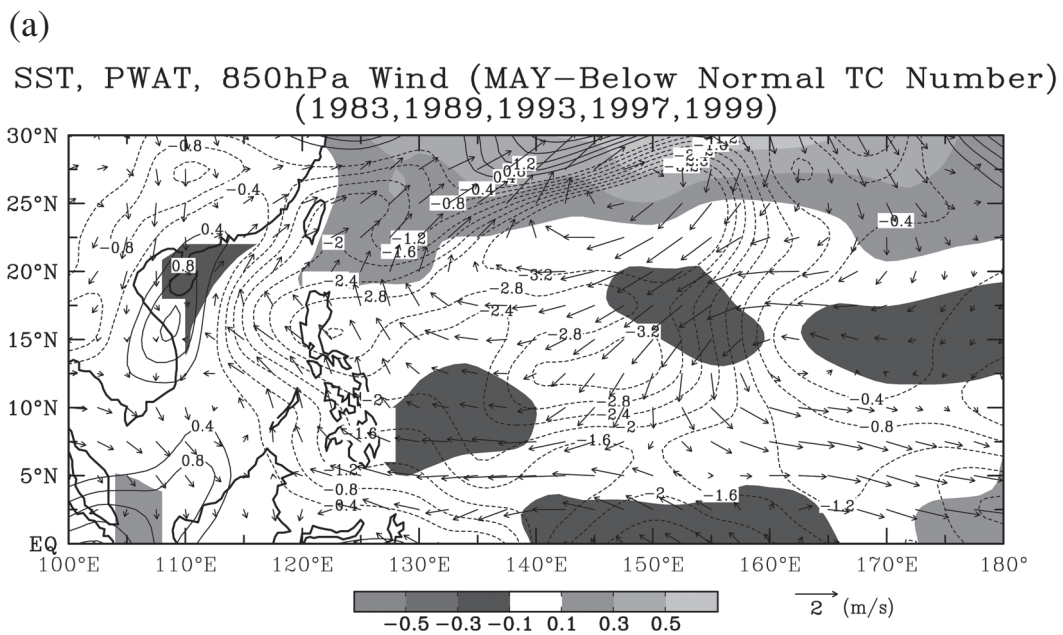 (a)
SST, PWAT, 850hPa Wind (MAY−Below Normal TC Number)
(1983,1989,1993,1997,1999)
30°N
25°N
20°N
15°N
10°N
5°N
EQ
100°E 110°E 120°E 130°E 140°E 150°E 160°E 170°E 180°
−0.8
−0.4
−0.8
0.4
0.8
−0.4
−0.8
−2
−1.2
−1.6
−2.4
−2.8
−3.2
−2.8
−2.4
−2.8
−3.2
−0.4
−2.8
−2.4
−2
−1.6
−0.4
−0.8
−2
−1.6
−1.2
−0.8
−0.4
0.4
0.8
−2
−1.6
−1.2
−0.5 −0.3 −0.1 0.1 0.3 0.5
2 (m/s)